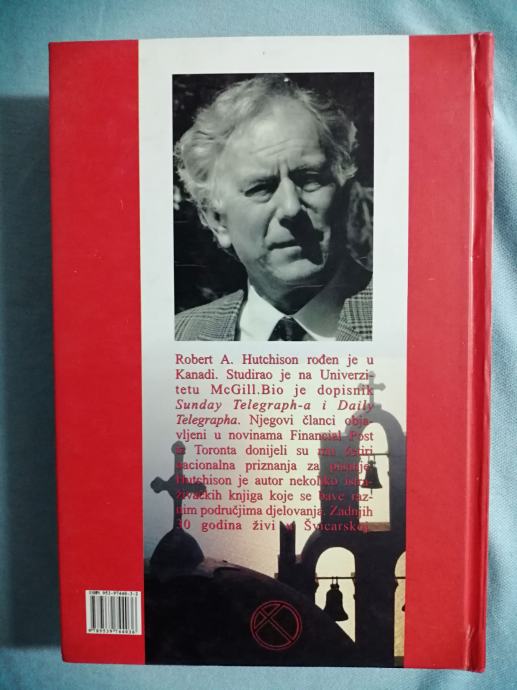 Robert A. Hutchison rođen je u
Kanadi. Studirao je na Univerzi-
tetu McGill.Bio je dopisnik
Sunday Telegraph-a i Daily
Telegrapha. Njegovi članci obja-
vljeni u novinama Financial Post
iz Toronta donijeli su mu četiri
nacionalna priznanja za pisanje.
Hutchison je autor nekoliko istra-
živačkih knjiga koje se bave raz-
nim područjima djelovanja. Zadnjih
30 godina živi u Švicarskoj.